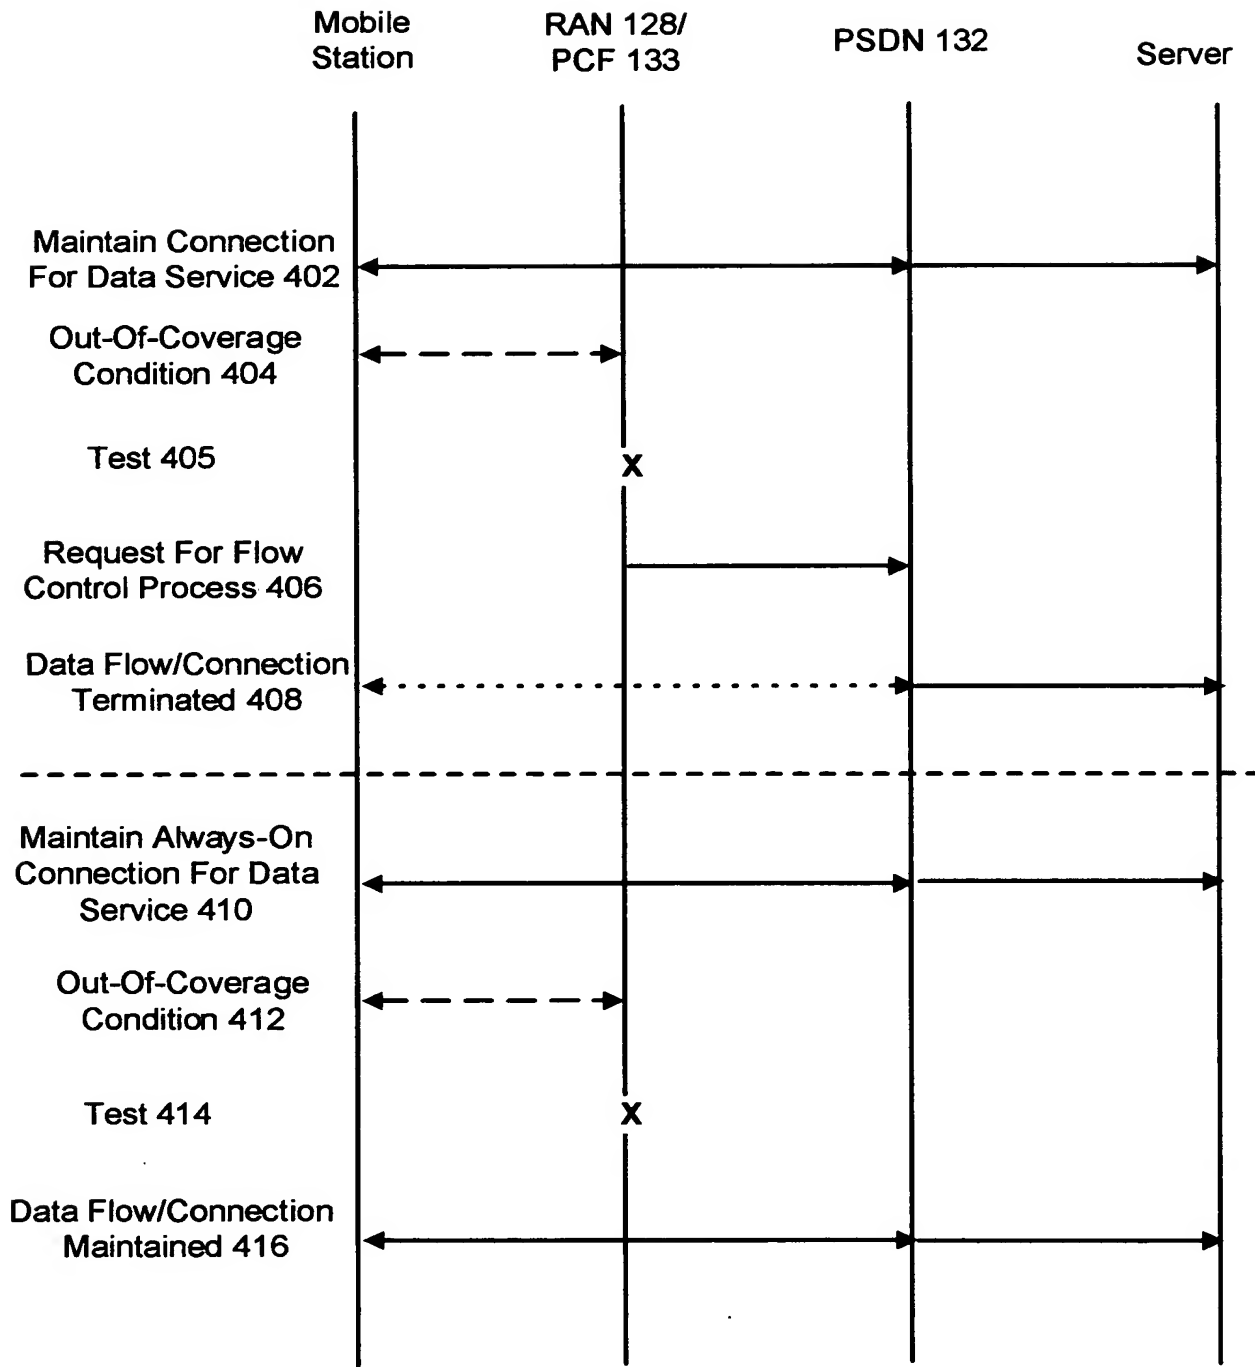 Mobile
Station
RAN 128/
PCF 133
PSDN 132
Server
Maintain Connection
For Data Service 402
Out-Of-Coverage
Condition 404
Test 405
X
Request For Flow
Control Process 406
Data Flow/Connection
Terminated 408
Maintain Always-On
Connection For Data
Service 410
Out-Of-Coverage
Condition 412
Test 414
X
Data Flow/Connection
Maintained 416